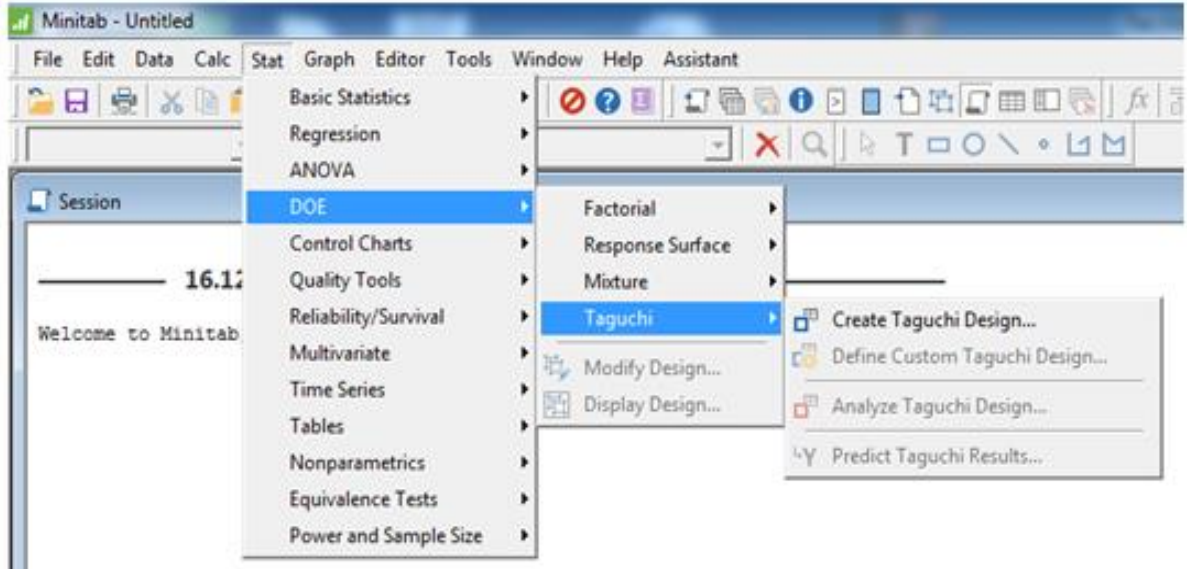 Minitab - Untitled
File Edit Data Calc Stat Graph Editor Tools Window Help Assistant
Basic Statistics
Regression
ANOVA
Session
DOE
Control Charts
Quality Tools
Reliability/Survival
Multivariate
Time Series
Tables
Nonparametrics
Equivalence Tests
Power and Sample Size
Factorial
Response Surface
Mixture
Taguchi
Modify Design...
Display Design...
Create Taguchi Design...
Define Custom Taguchi Design...
Analyze Taguchi Design...
Predict Taguchi Results...
16.12
Welcome to Minitab